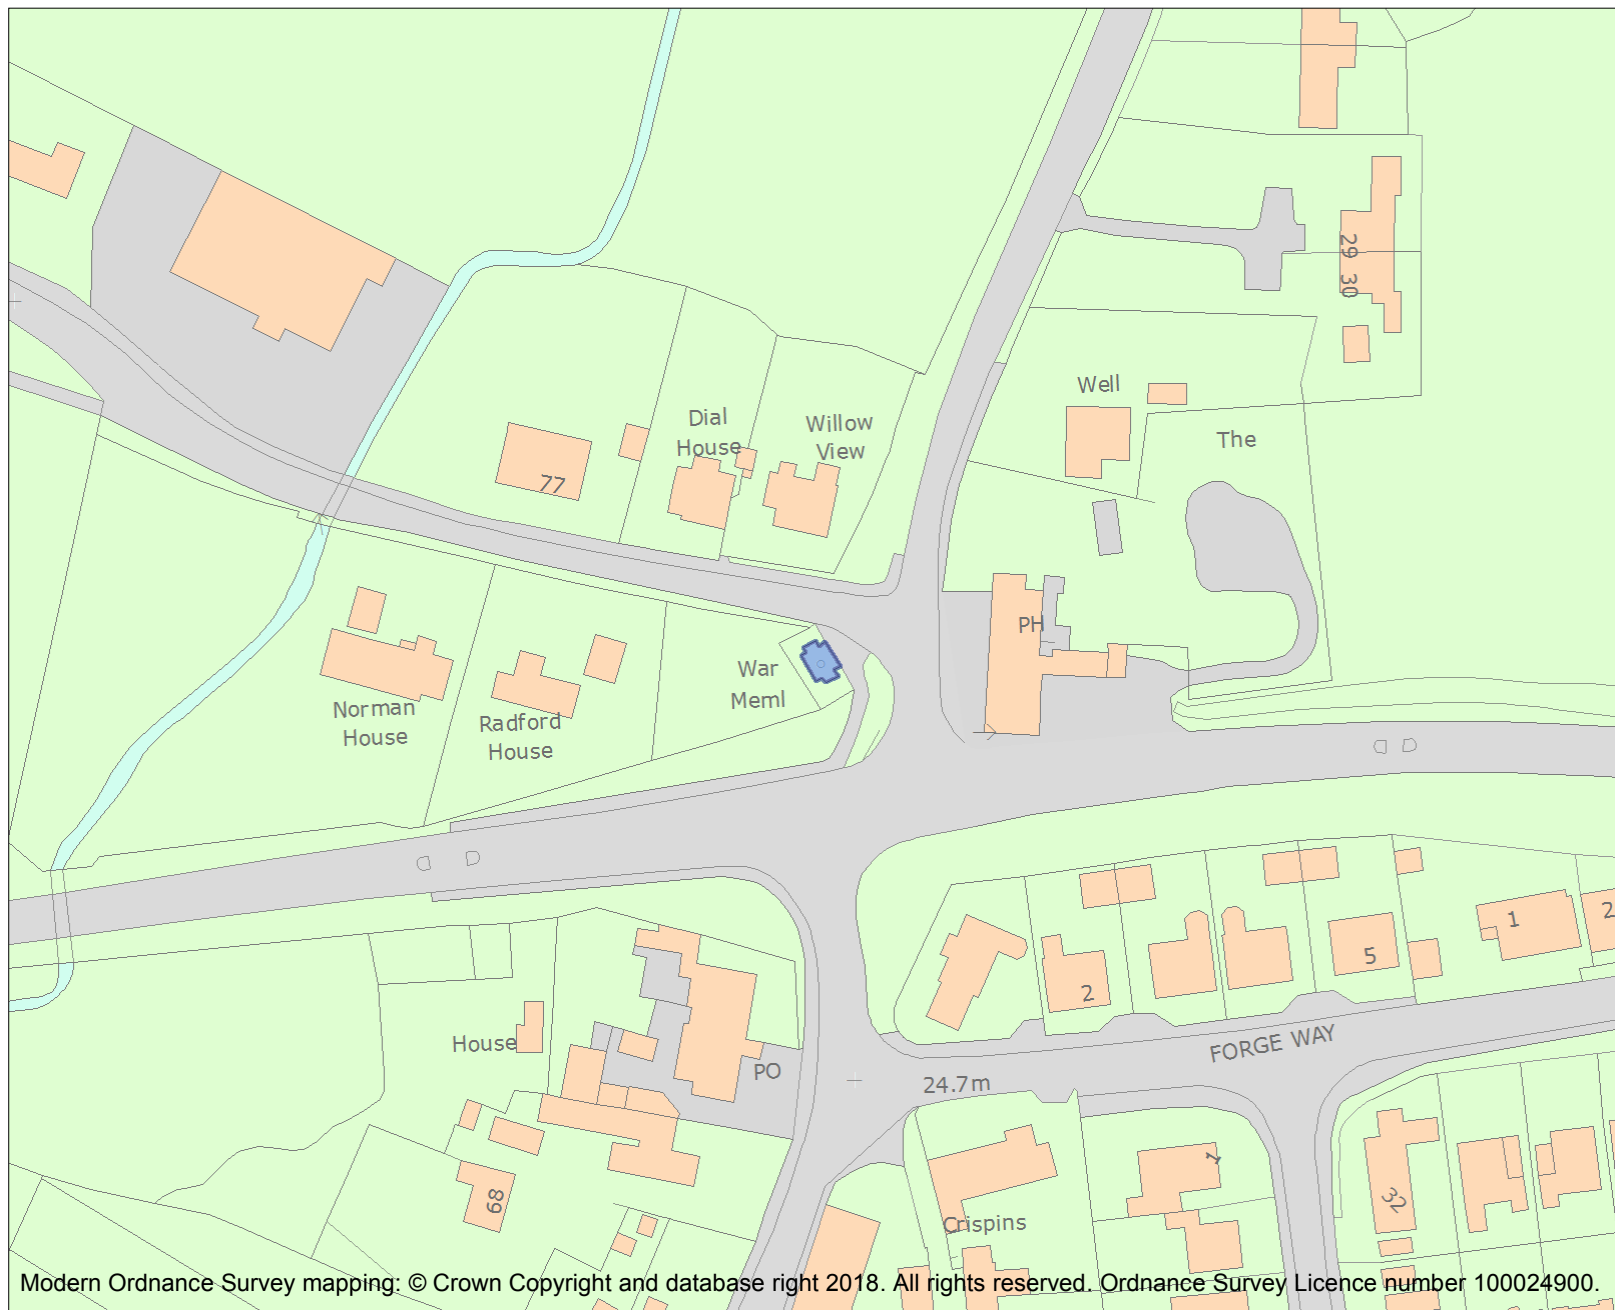 29
30
Well
The
Dial
House
Willow
View
77
PH
War
Meml
Norman
House
Radford
House
1
2
5
2
House
PO
FORGE WAY
24.7m
1
68
32
Crispins
Modern Ordnance Survey mapping: © Crown Copyright and database right 2018. All rights reserved. Ordnance Survey Licence number 100024900.